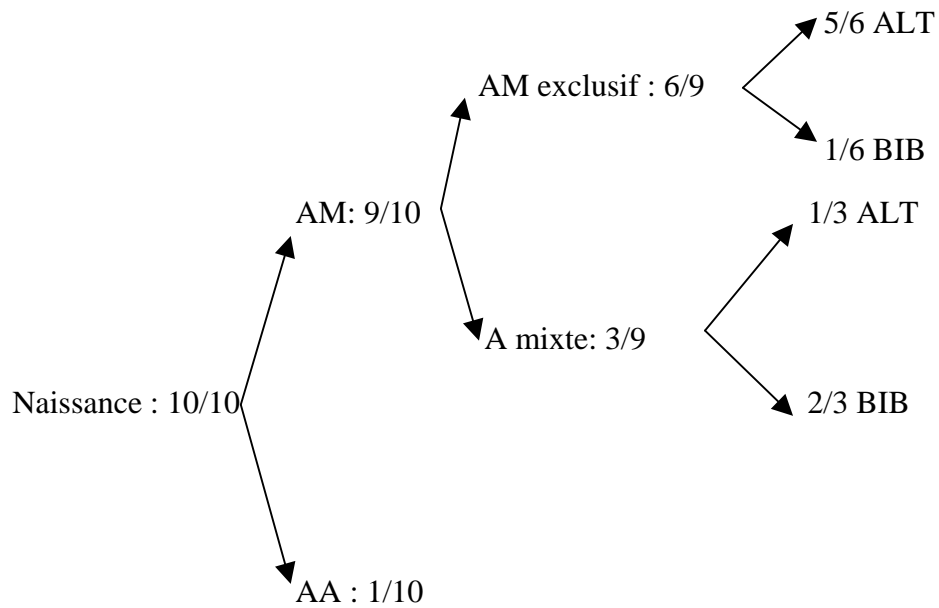 5/6 ALT
AM exclusif : 6/9
1/6 BIB
AM: 9/10
1/3 ALT
A mixte: 3/9
Naissance : 10/10
2/3 BIB
AA : 1/10